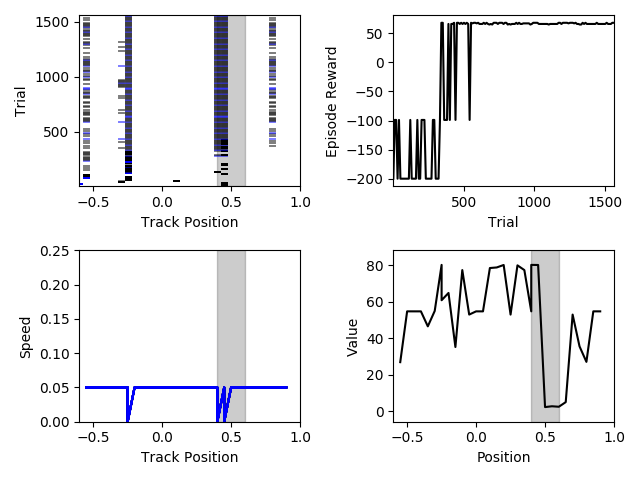 1500
1000
500
Trial
−0.5 0.0 0.5 1.0
Track Position
50
0
−50
−100
−150
−200
Episode Reward
500 1000 1500
Trial
0.25
0.20
0.15
0.10
0.05
0.00
Speed
−0.5 0.0 0.5 1.0
Track Position
80
60
40
20
0
Value
−0.5 0.0 0.5 1.0
Position